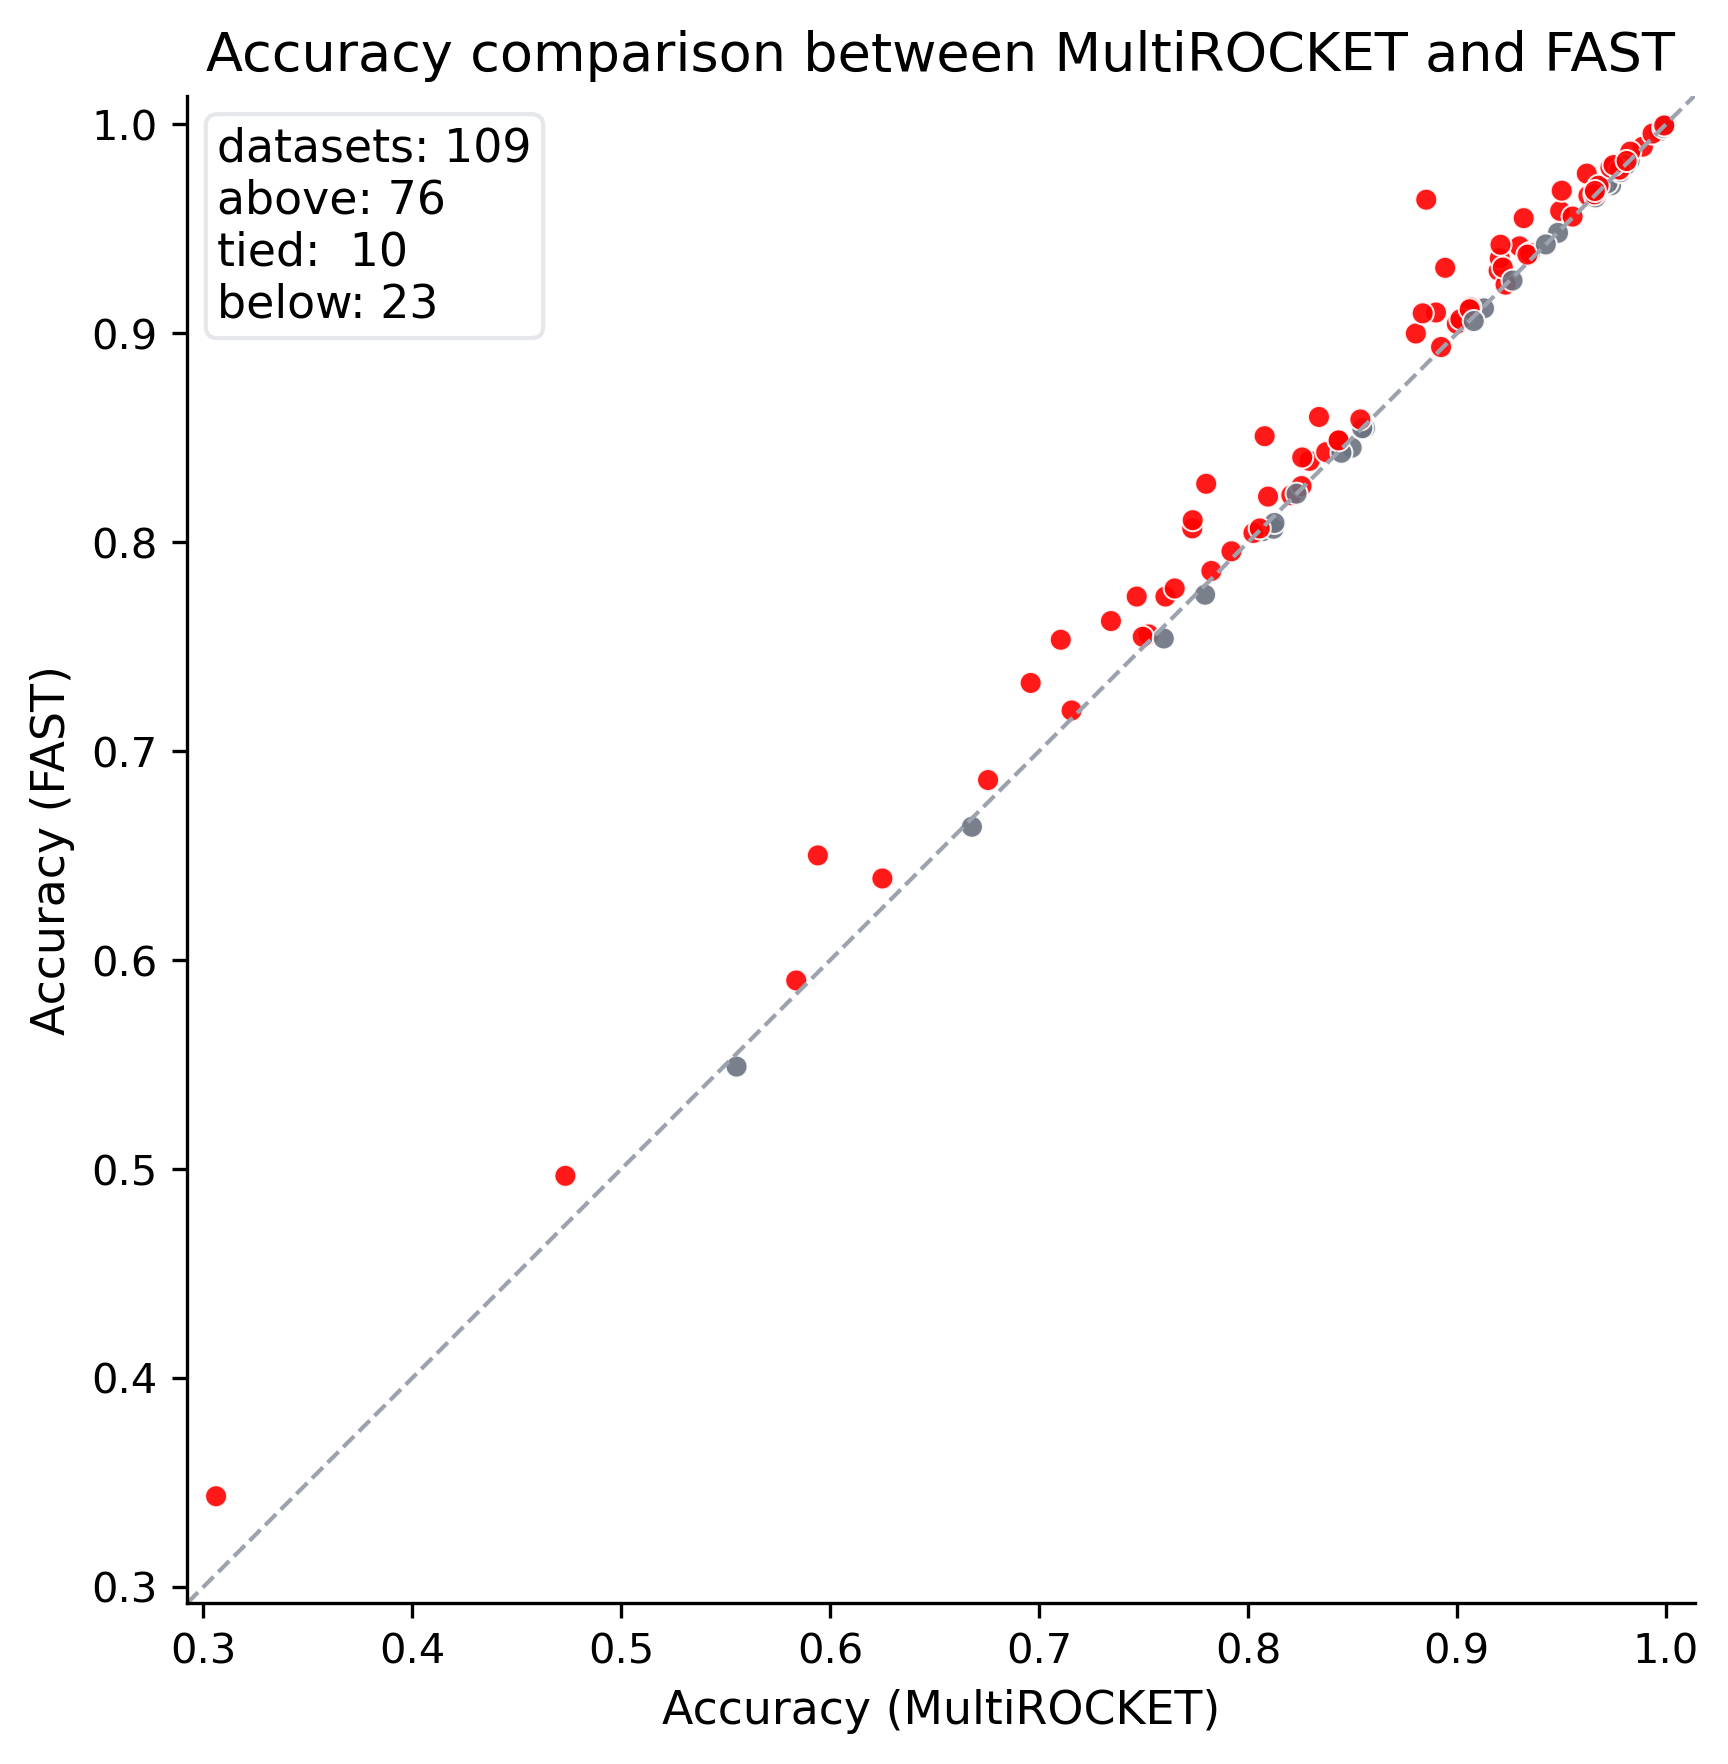 Accuracy comparison between MultiROCKET and FAST
datasets: 109
above: 76
tied:  10
below: 23
Accuracy (FAST)
1.0
0.9
0.8
0.7
0.6
0.5
0.4
0.3
0.3 0.4 0.5 0.6 0.7 0.8 0.9 1.0
Accuracy (MultiROCKET)